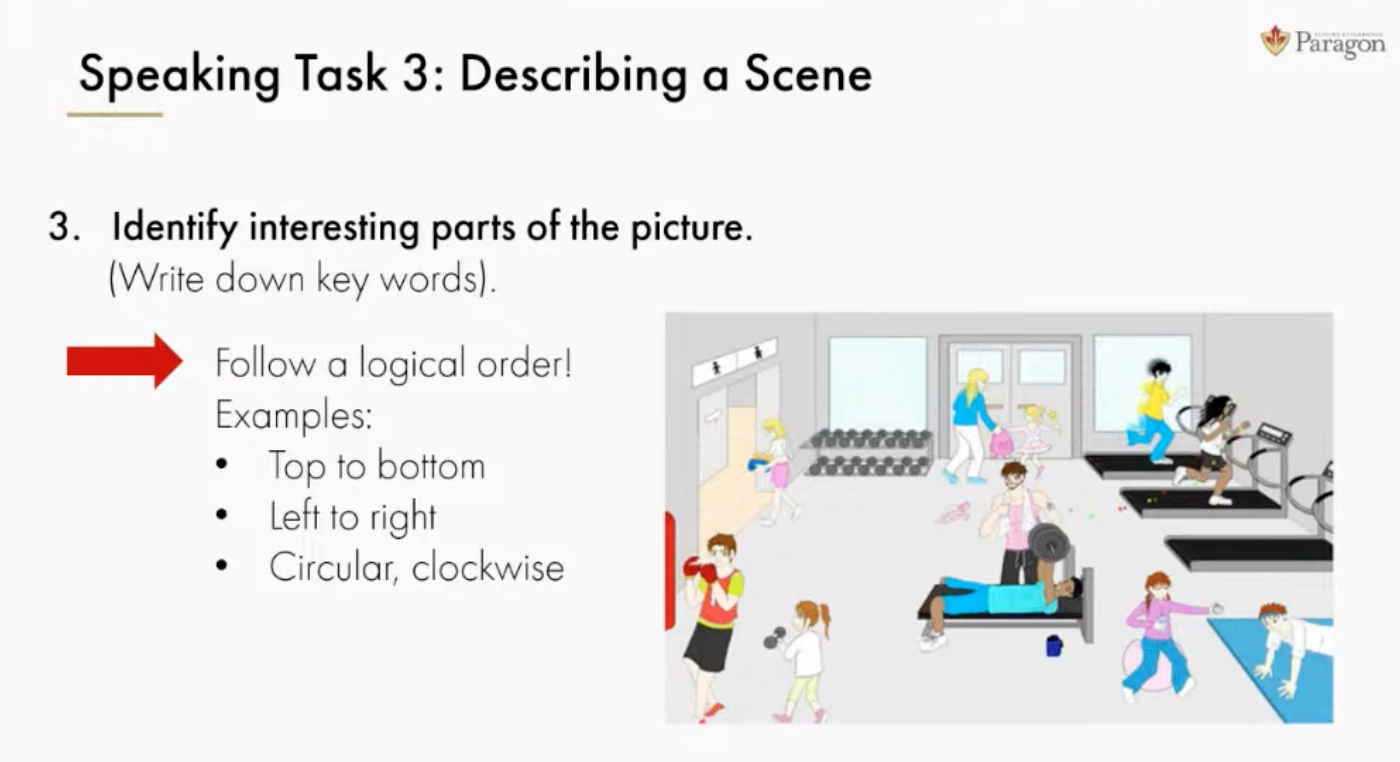 Paragon
Speaking Task 3: Describing a Scene
3. Identify interesting parts of the picture.
(Write down key words).
Follow a logical order!
Examples:
• Top to bottom
• Left to right
• Circular, clockwise